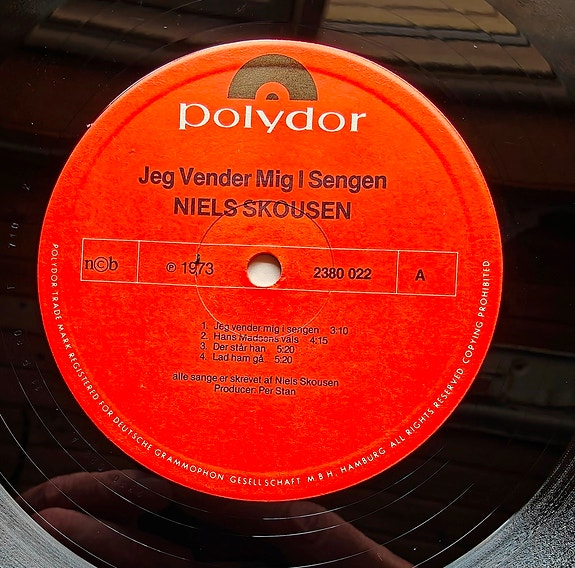 polydor
Jeg Vender Mig I Sengen
NIELS SKOUSEN
n©b
℗ 1973
2380 022
A
1. Jeg vender mig i sengen 3:10
2. Hans Madsens vals 4:15
3. Der står han 5:20
4. Lad ham gå 5:20
alle sange er skrevet af Niels Skousen
Producer: Per Stan
POLYDOR TRADE MARK REGISTERED FOR DEUTSCHE GRAMMOPHON GESELLSCHAFT M.B.H. HAMBURG ALL RIGHTS RESERVED COPYING PROHIBITED